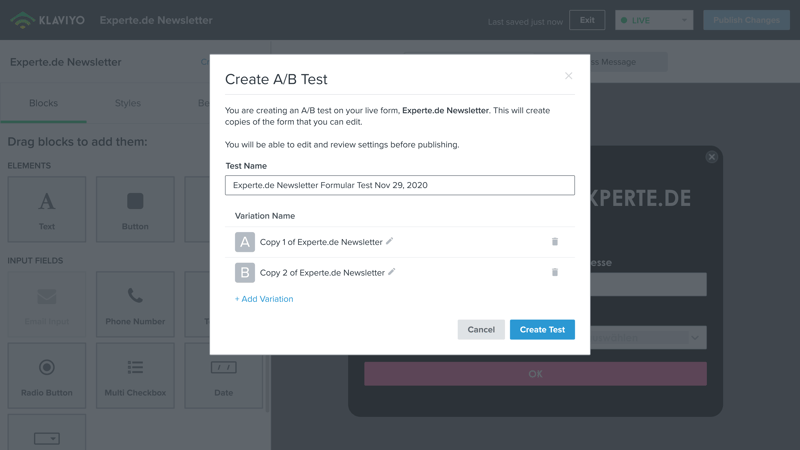 KLAVIYO
Experte.de Newsletter
Last saved just now
Exit
LIVE
Publish Changes
Experte.de Newsletter
ss Message
Create A/B Test
You are creating an A/B test on your live form, Experte.de Newsletter. This will create
copies of the form that you can edit.
You will be able to edit and review settings before publishing.
Test Name
Experte.de Newsletter Formular Test Nov 29, 2020
Variation Name
A Copy 1 of Experte.de Newsletter
B Copy 2 of Experte.de Newsletter
+ Add Variation
Cancel
Create Test
Blocks
Styles
Be
Drag blocks to add them:
ELEMENTS
A
Text
Button
INPUT FIELDS
Email Input
Phone Number
Radio Button
Multi Checkbox
Date
XPERTE.DE
esse
OK